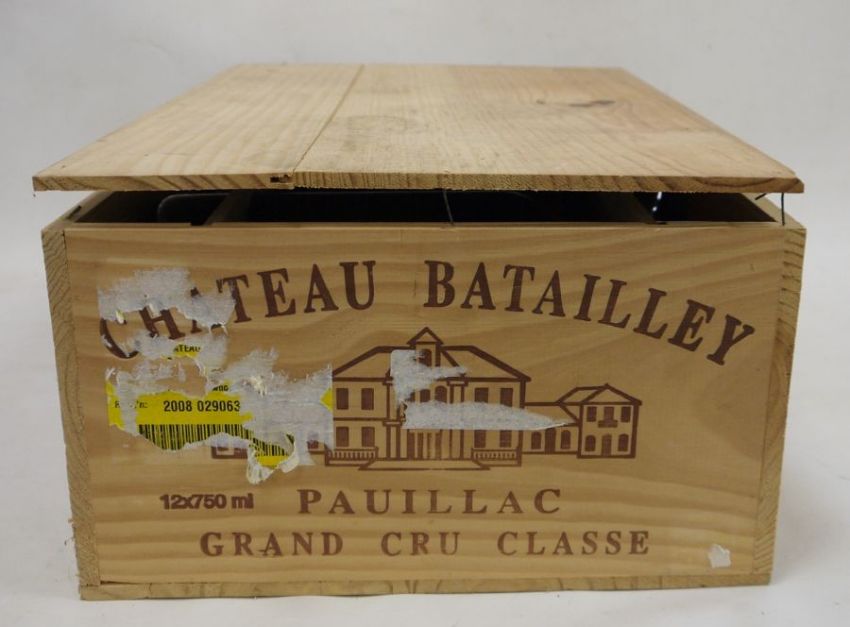 CHATEAU BATAILLEY
2008 029063
12x750 ml
PAUILLAC
GRAND CRU CLASSE